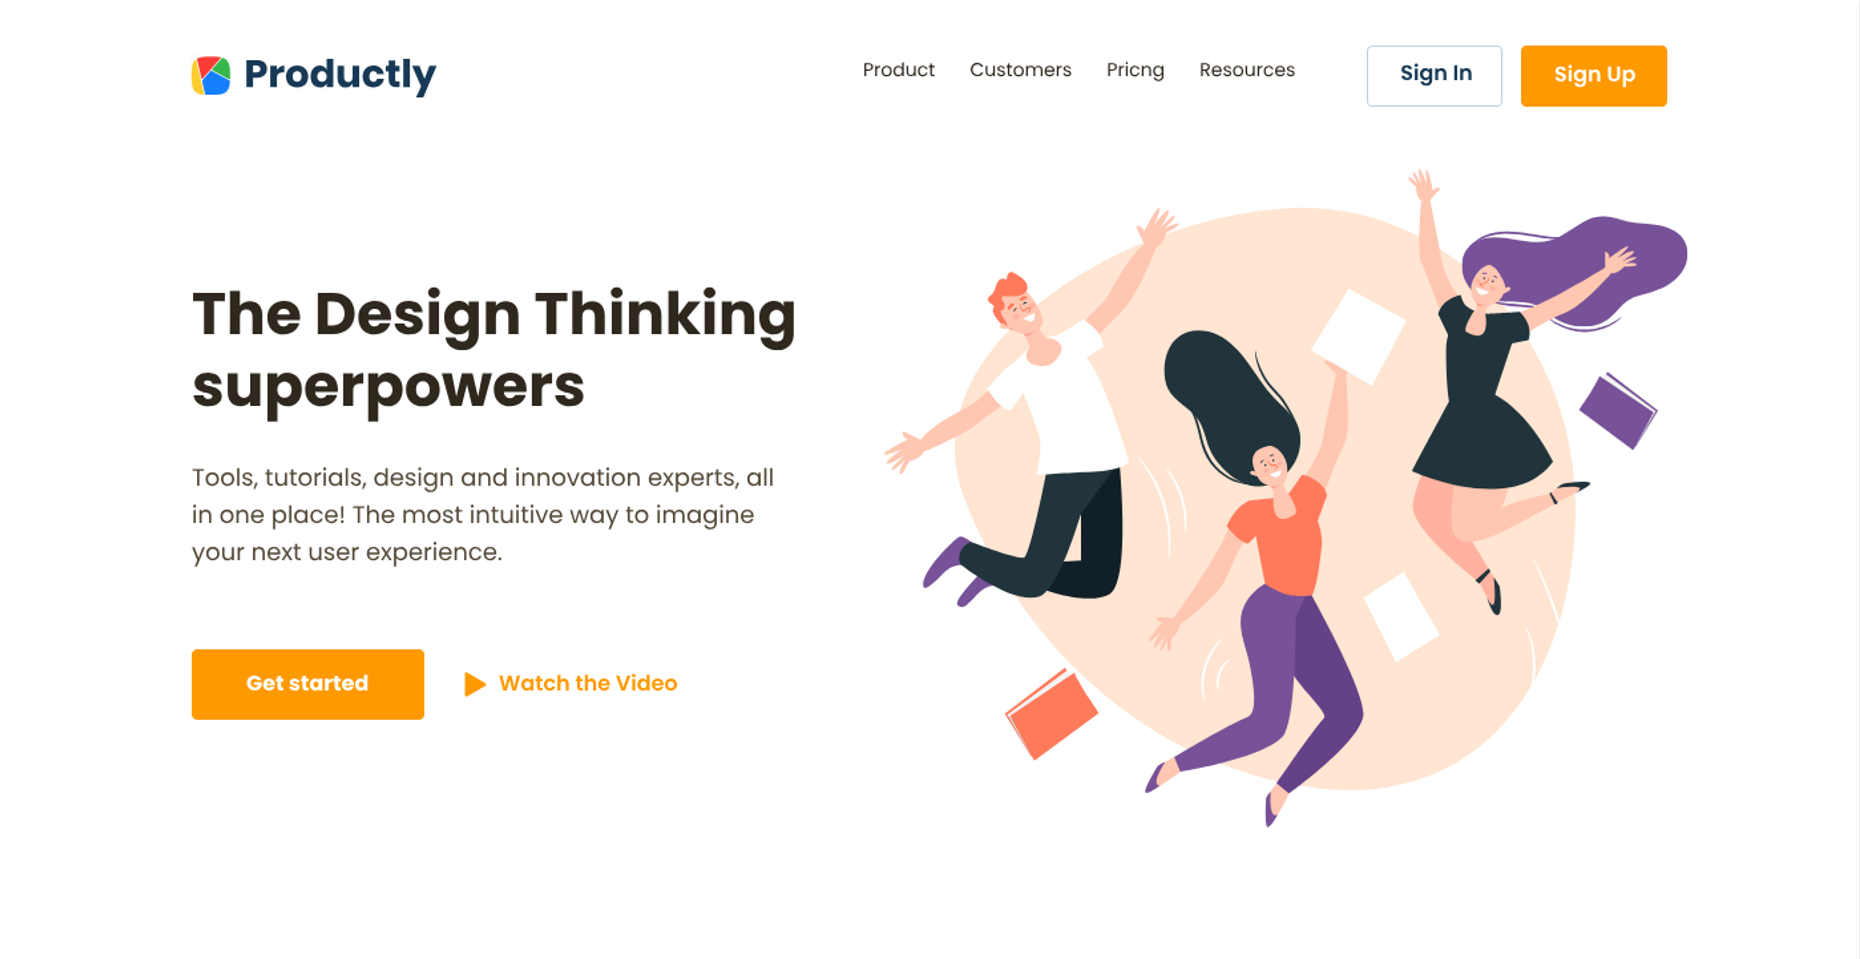 Productly
Product
Customers
Pricng
Resources
Sign In
Sign Up
The Design Thinking
superpowers
Tools, tutorials, design and innovation experts, all
in one place! The most intuitive way to imagine
your next user experience.
Get started
Watch the Video